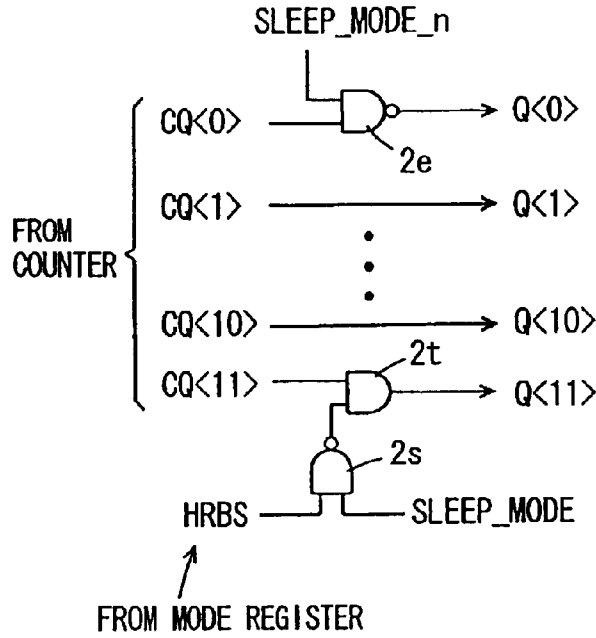 SLEEP_MODE_n
CQ<0>
Q<0>
2e
CQ<1>
Q<1>
FROM
COUNTER
CQ<10>
Q<10>
2t
CQ<11>
Q<11>
2s
HRBS
SLEEP_MODE
FROM MODE REGISTER